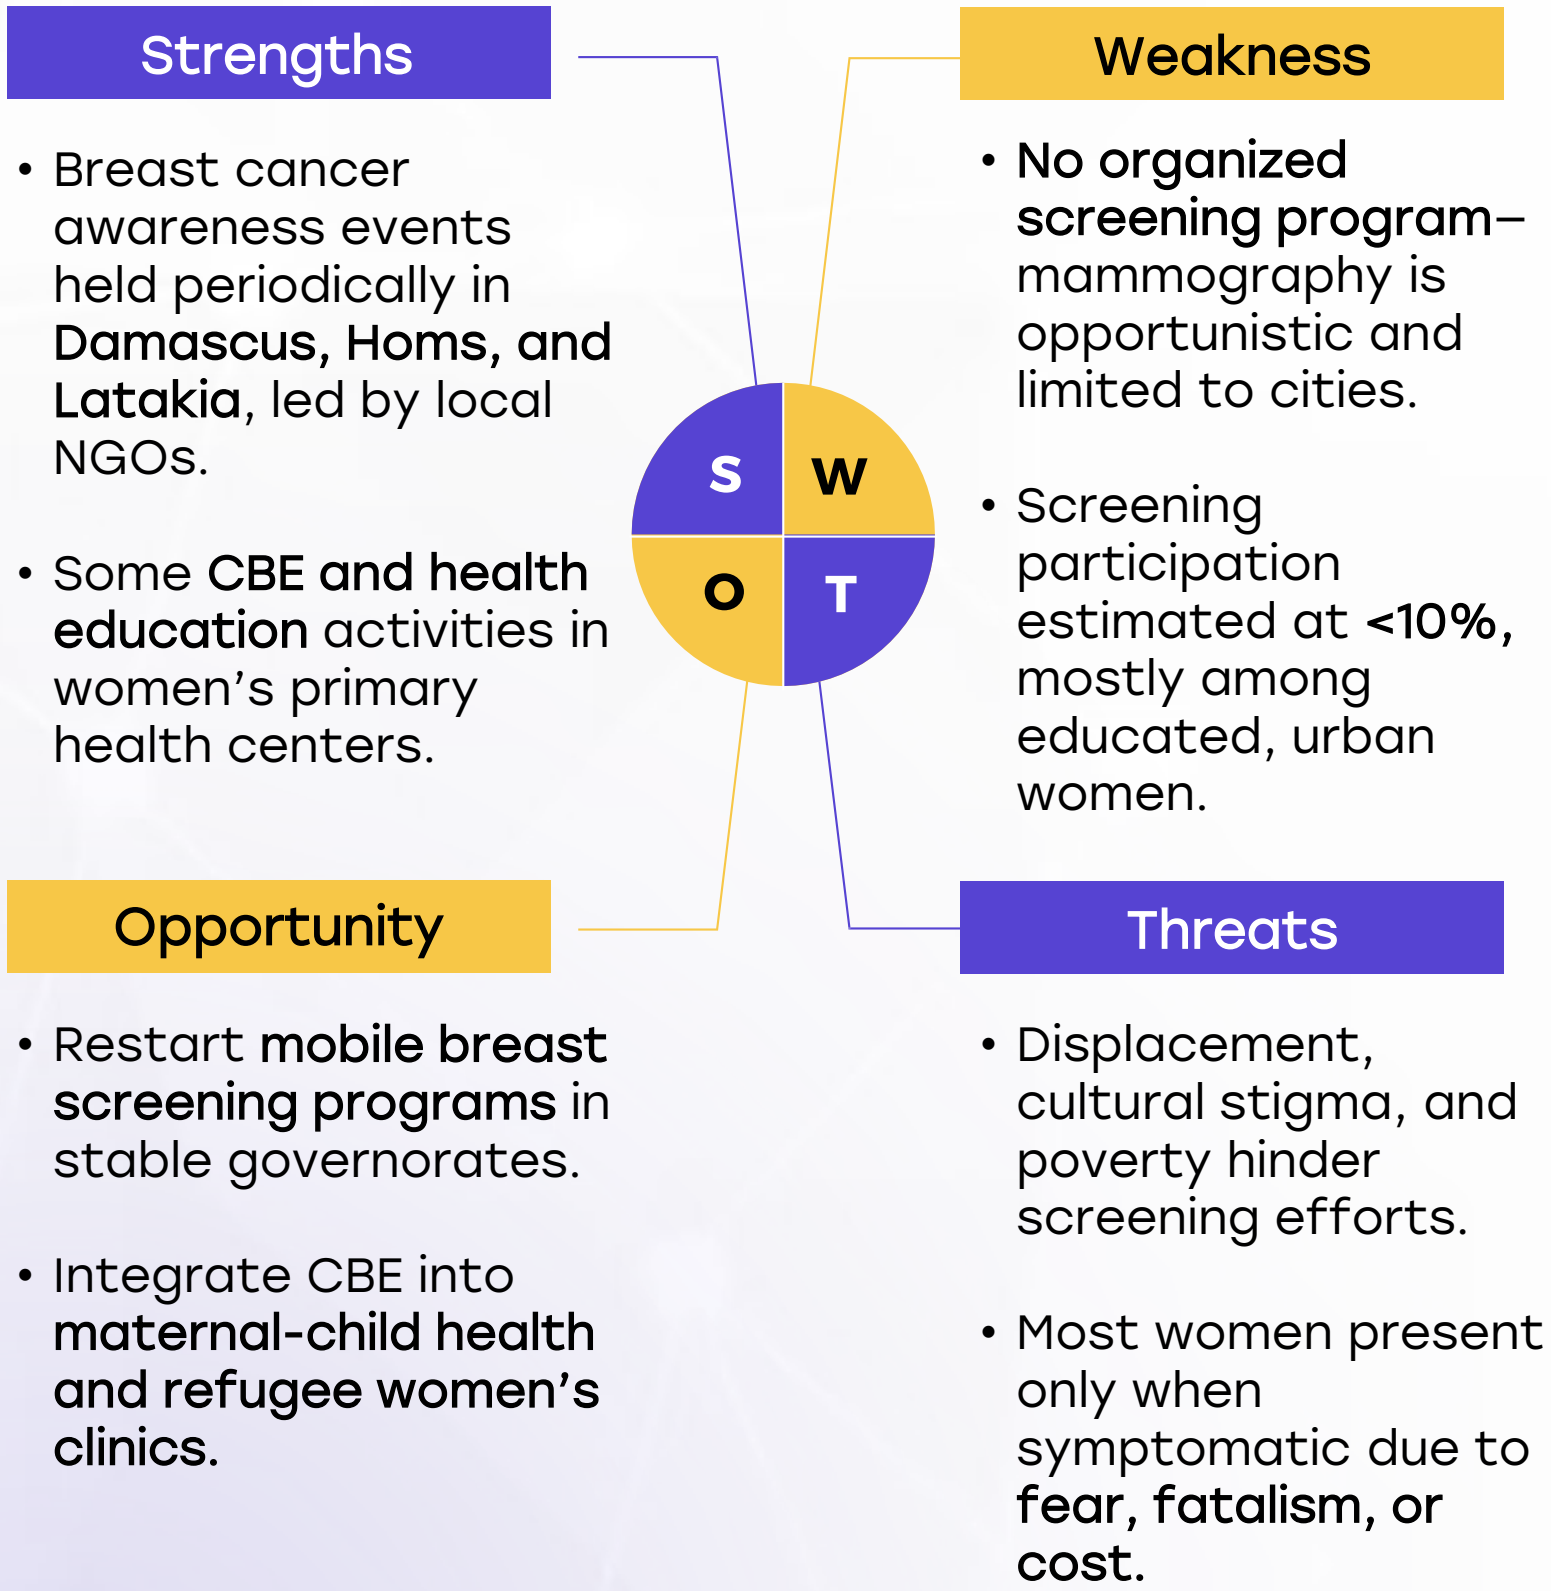 Strengths
• Breast cancer
awareness events
held periodically in
Damascus, Homs, and
Latakia, led by local
NGOs.
• Some CBE and health
education activities in
women’s primary
health centers.
Weakness
• No organized
screening program—
mammography is
opportunistic and
limited to cities.
• Screening
participation
estimated at <10%,
mostly among
educated, urban
women.
S
W
O
T
Opportunity
• Restart mobile breast
screening programs in
stable governorates.
• Integrate CBE into
maternal-child health
and refugee women’s
clinics.
Threats
• Displacement,
cultural stigma, and
poverty hinder
screening efforts.
• Most women present
only when
symptomatic due to
fear, fatalism, or
cost.